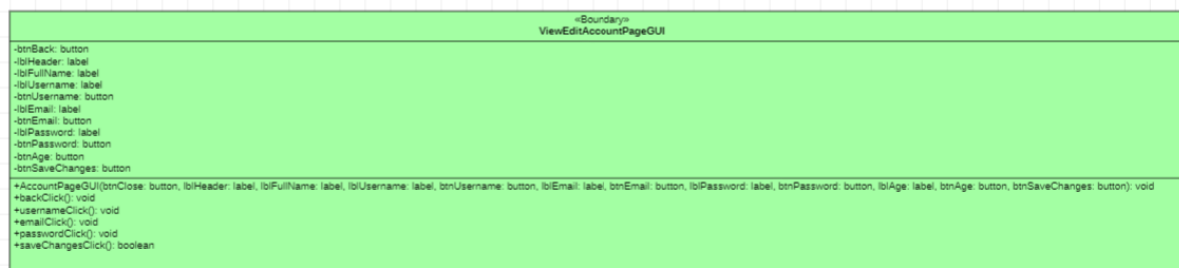 «Boundary»
ViewEditAccountPageGUI
-btnBack: button
-lblHeader: label
-lblFullName: label
-lblUsername: label
-btnUsername: button
-lblEmail: label
-btnEmail: button
-lblPassword: label
-btnPassword: button
-btnAge: button
-btnSaveChanges: button
+AccountPageGUI(btnClose: button, lblHeader: label, lblFullName: label, lblUsername: label, btnUsername: button, lblEmail: label, btnEmail: button, lblPassword: label, btnPassword: button, lblAge: label, btnAge: button, btnSaveChanges: button): void
+backClick(): void
+usernameClick(): void
+emailClick(): void
+passwordClick(): void
+saveChangesClick(): boolean